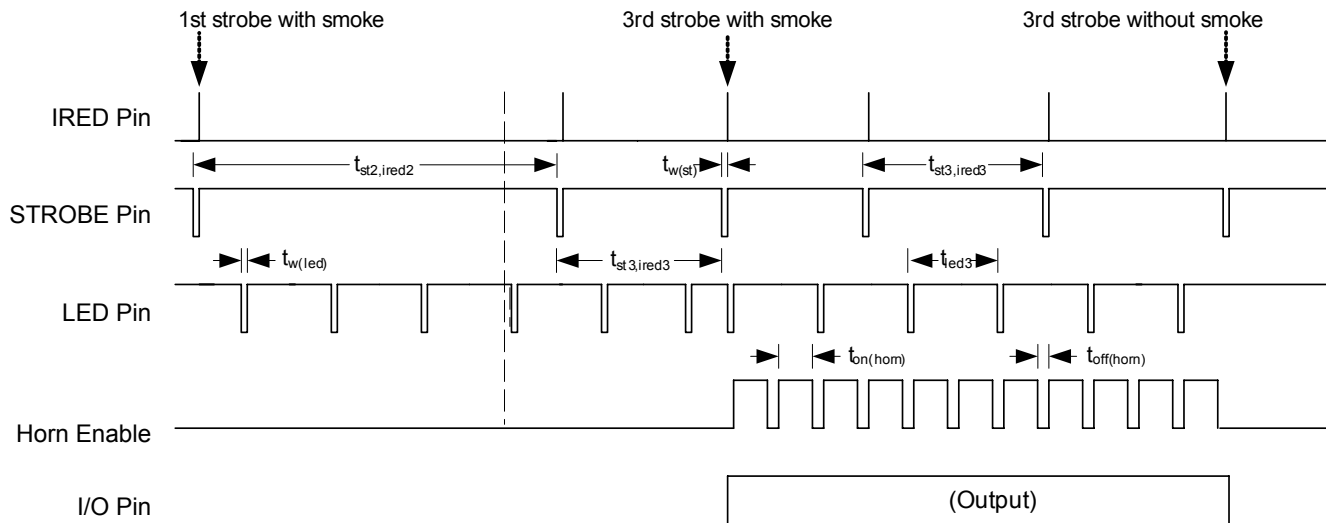 1st strobe with smoke 3rd strobe with smoke 3rd strobe without smoke
IRED Pin
tst2,ired2 tw(st) tst3,ired3
STROBE Pin
tw(led) tst3,ired3 tled3
LED Pin
ton(horn) toff(horn)
Horn Enable
I/O Pin (Output)